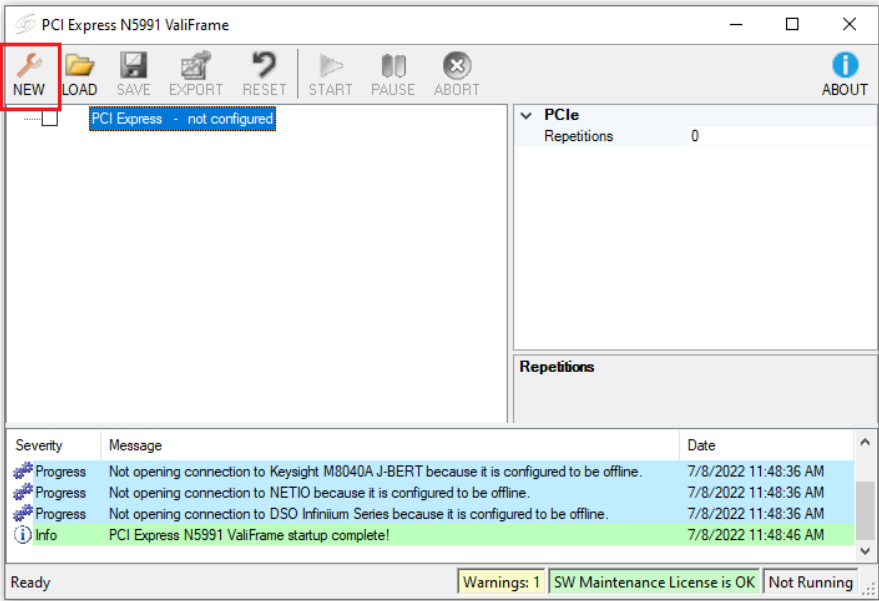 PCI Express N5991 ValiFrame
NEW LOAD SAVE EXPORT RESET START PAUSE ABORT ABOUT
PCI Express - not configured
PCIe
Repetitions 0
Repetitions
Severity Message Date
Progress Not opening connection to Keysight M8040A J-BERT because it is configured to be offline. 7/8/2022 11:48:36 AM
Progress Not opening connection to NETIO because it is configured to be offline. 7/8/2022 11:48:36 AM
Progress Not opening connection to DSO Infiniium Series because it is configured to be offline. 7/8/2022 11:48:36 AM
Info PCI Express N5991 ValiFrame startup complete! 7/8/2022 11:48:46 AM
Ready Warnings: 1 SW Maintenance License is OK Not Running